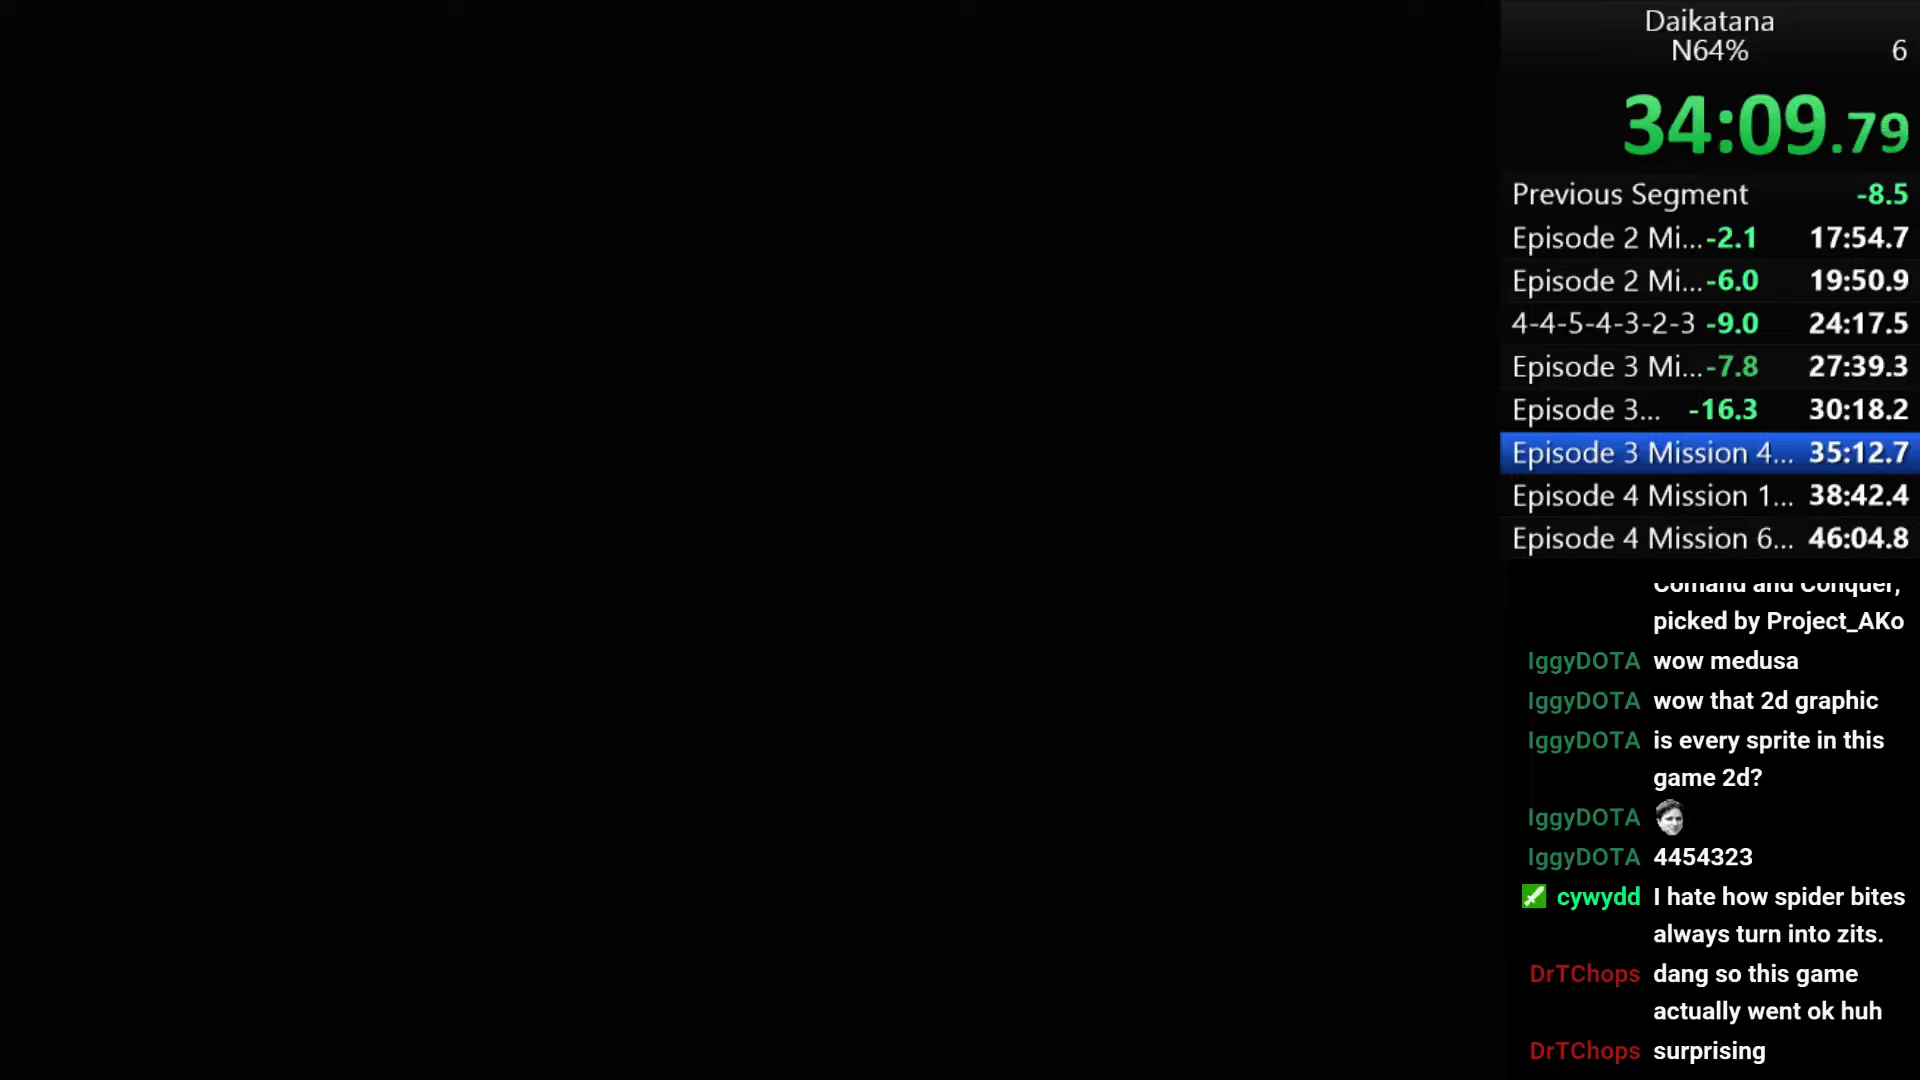 Daikatana
N64% 6
34:09.79
Previous Segment -8.5
Episode 2 Mi...-2.1 17:54.7
Episode 2 Mi...-6.0 19:50.9
4-4-5-4-3-2-3 -9.0 24:17.5
Episode 3 Mi...-7.8 27:39.3
Episode 3... -16.3 30:18.2
Episode 3 Mission 4... 35:12.7
Episode 4 Mission 1... 38:42.4
Episode 4 Mission 6... 46:04.8
Comand and Conquer,
picked by Project_AKo
IggyDOTA wow medusa
IggyDOTA wow that 2d graphic
IggyDOTA is every sprite in this
game 2d?
IggyDOTA
IggyDOTA 4454323
cywydd I hate how spider bites
always turn into zits.
DrTChops dang so this game
actually went ok huh
DrTChops surprising